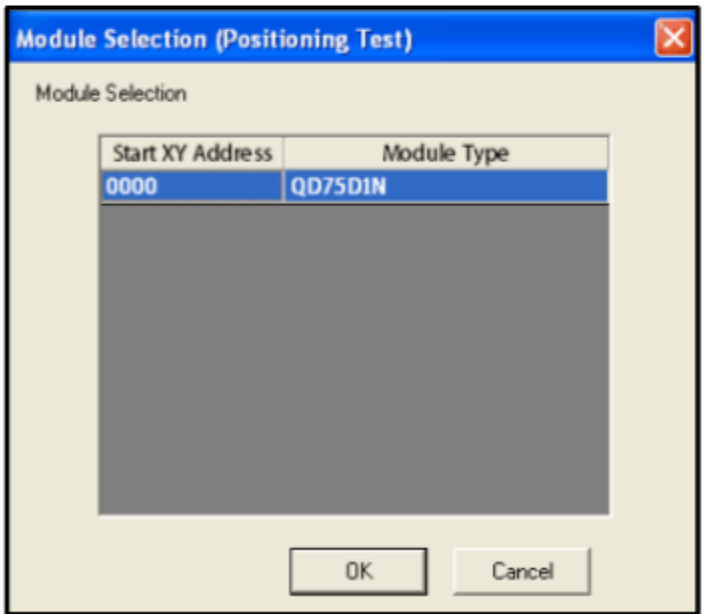 Module Selection (Positioning Test)
Module Selection
Start XY Address Module Type
0000 QD75D1N
OK Cancel